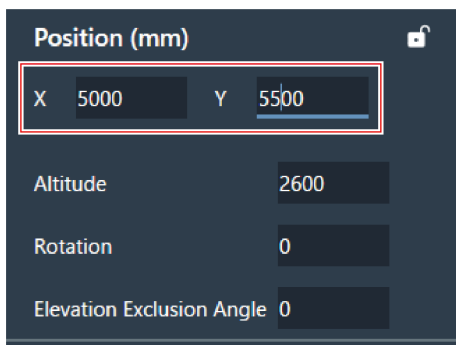 Position (mm)
X 5000 Y 5500
Altitude 2600
Rotation 0
Elevation Exclusion Angle 0